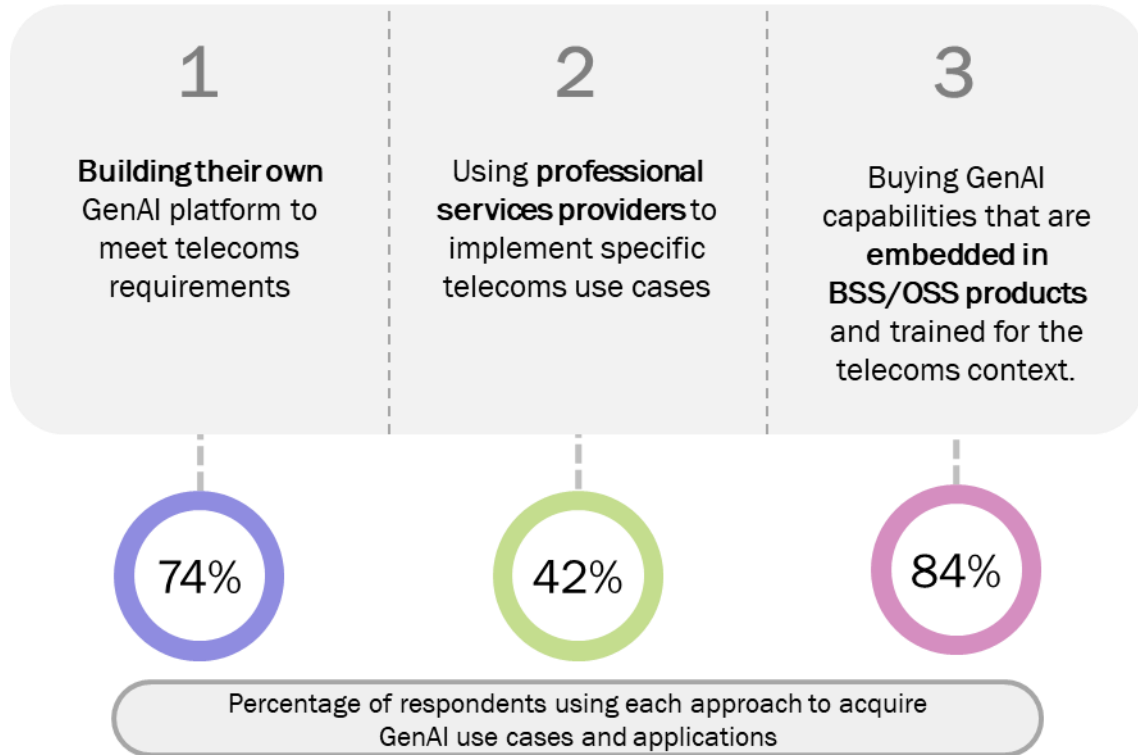 1
Building their own
GenAI platform to
meet telecoms
requirements
2
Using professional
services providers to
implement specific
telecoms use cases
3
Buying GenAI
capabilities that are
embedded in
BSS/OSS products
and trained for the
telecoms context.
74%
42%
84%
Percentage of respondents using each approach to acquire
GenAI use cases and applications